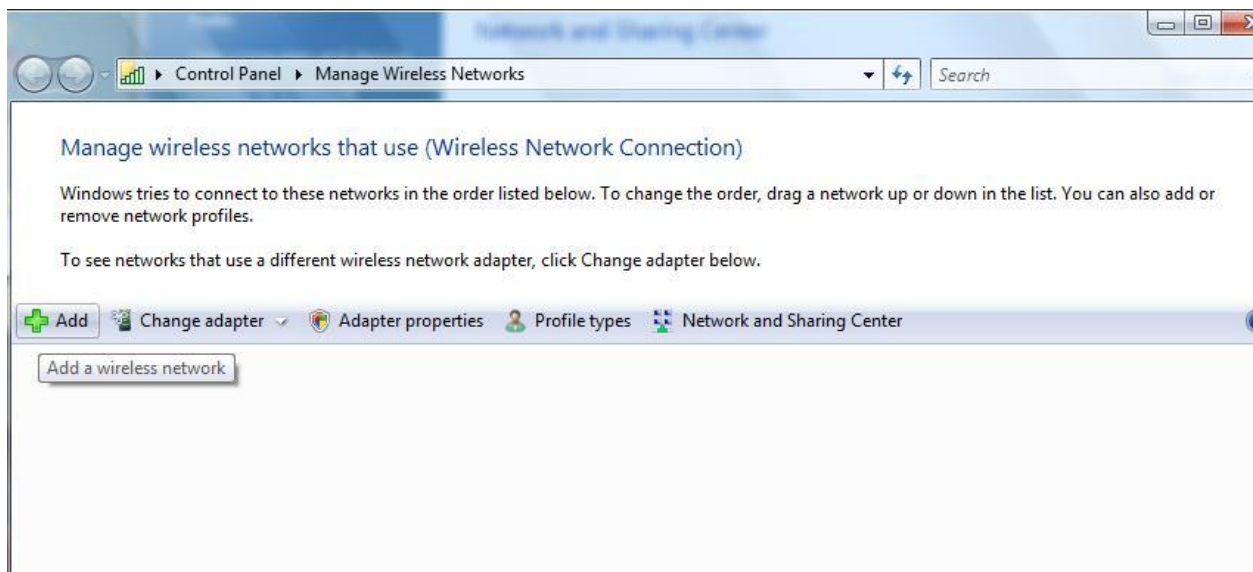 Network and Sharing Center
Control Panel Manage Wireless Networks
Search
Manage wireless networks that use (Wireless Network Connection)
Windows tries to connect to these networks in the order listed below. To change the order, drag a network up or down in the list. You can also add or
remove network profiles.
To see networks that use a different wireless network adapter, click Change adapter below.
Add Change adapter Adapter properties Profile types Network and Sharing Center
Add a wireless network